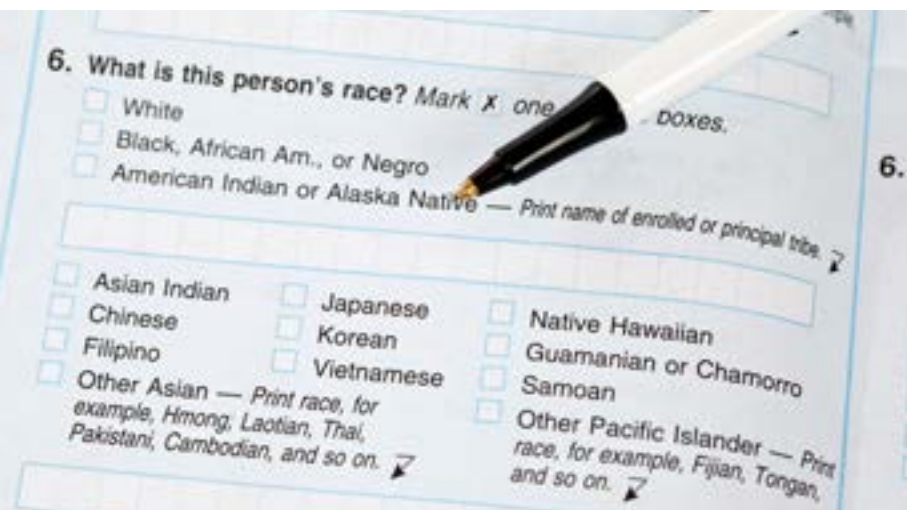 6. What is this person's race? Mark X one boxes.
White
Black, African Am., or Negro
American Indian or Alaska Native — Print name of enrolled or principal tribe.
6.
Asian Indian
Chinese
Filipino
Other Asian — Print race, for
example, Hmong, Laotian, Thai,
Pakistani, Cambodian, and so on.
Japanese
Korean
Vietnamese
Native Hawaiian
Guamanian or Chamorro
Samoan
Other Pacific Islander — Print
race, for example, Fijian, Tongan,
and so on.